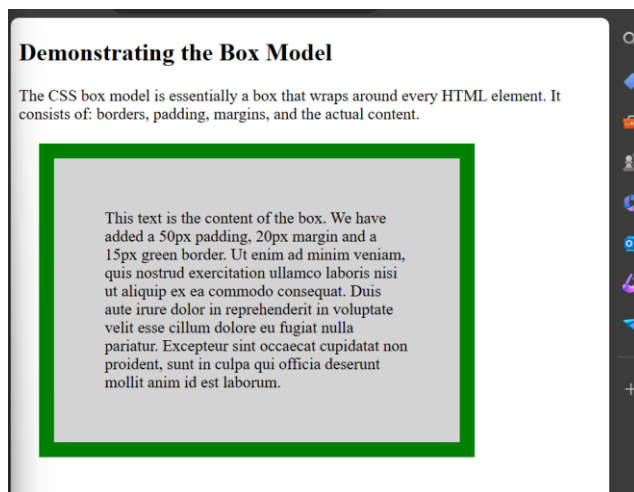 Demonstrating the Box Model
The CSS box model is essentially a box that wraps around every HTML element. It
consists of: borders, padding, margins, and the actual content.
This text is the content of the box. We have
added a 50px padding, 20px margin and a
15px green border. Ut enim ad minim veniam,
quis nostrud exercitation ullamco laboris nisi
ut aliquip ex ea commodo consequat. Duis
aute irure dolor in reprehenderit in voluptate
velit esse cillum dolore eu fugiat nulla
pariatur. Excepteur sint occaecat cupidatat non
proident, sunt in culpa qui officia deserunt
mollit anim id est laborum.